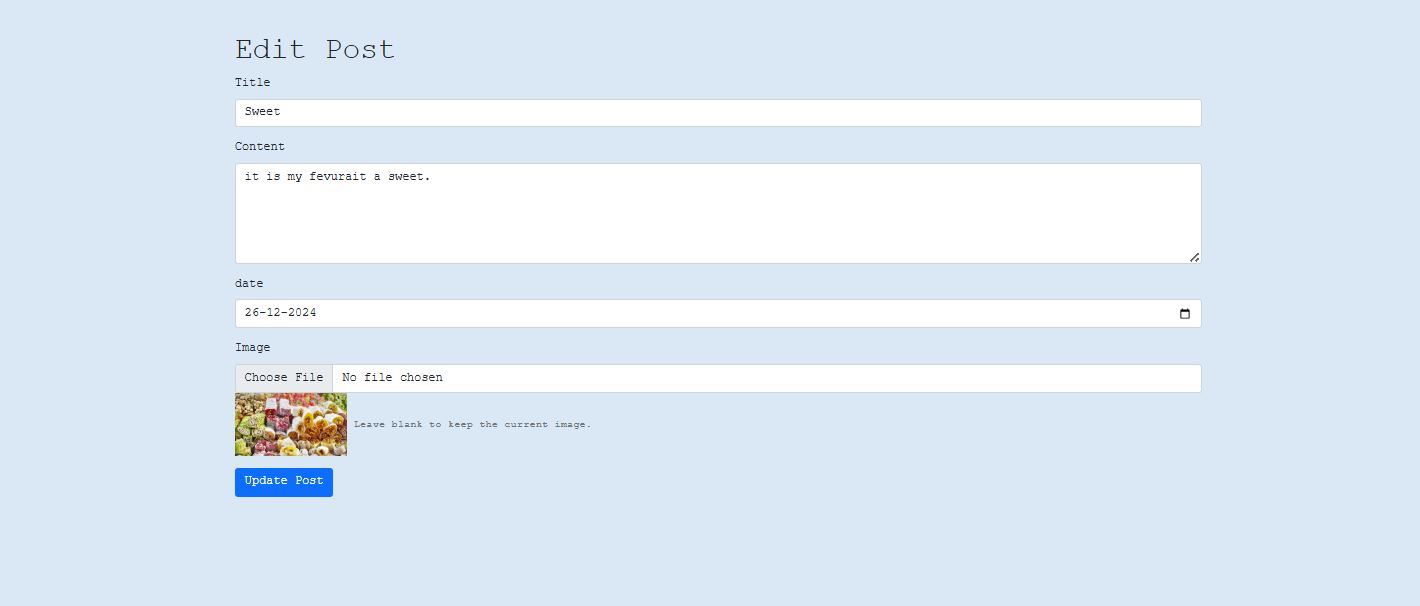 Edit Post
Title
Sweet
Content
it is my fevurait a sweet.
date
26-12-2024
Image
Choose File No file chosen
Leave blank to keep the current image.
Update Post